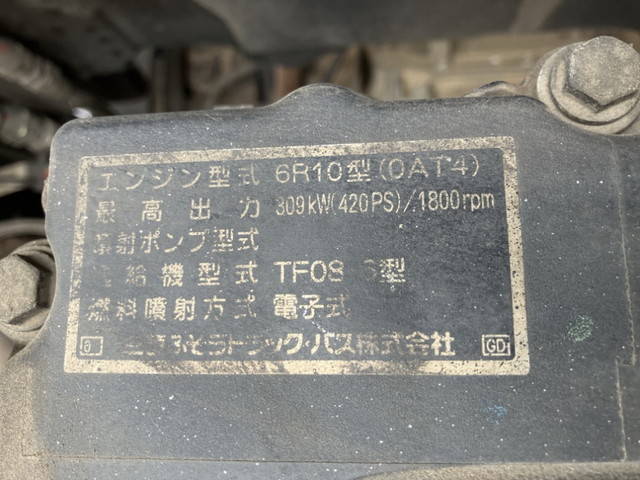 エンジン型式 6R10型(0AT4)
最高出力 309kW(420PS)/1800rpm
噴射ポンプ型式
給機型式 TF08 型
燃料噴射方式 電子式
0 三菱ふそうトラック・バス株式会社 GD